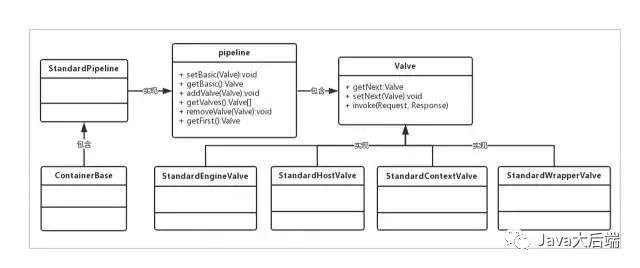 StandardPipeline
实现
pipeline
+ setBasic(Valve):void
+ getBasic():Valve
+ addValve(Valve):void
+ getValves():Valve[]
+ removeValve(Valve):void
+ getFirst():Valve
包含
Valve
+ getNext:Valve
+ setNext(Valve):void
+ invoke(Request, Response)
包含
实现
实现
ContainerBase
StandardEngineValve
StandardHostValve
StandardContextValve
StandardWrapperValve
Java大后端